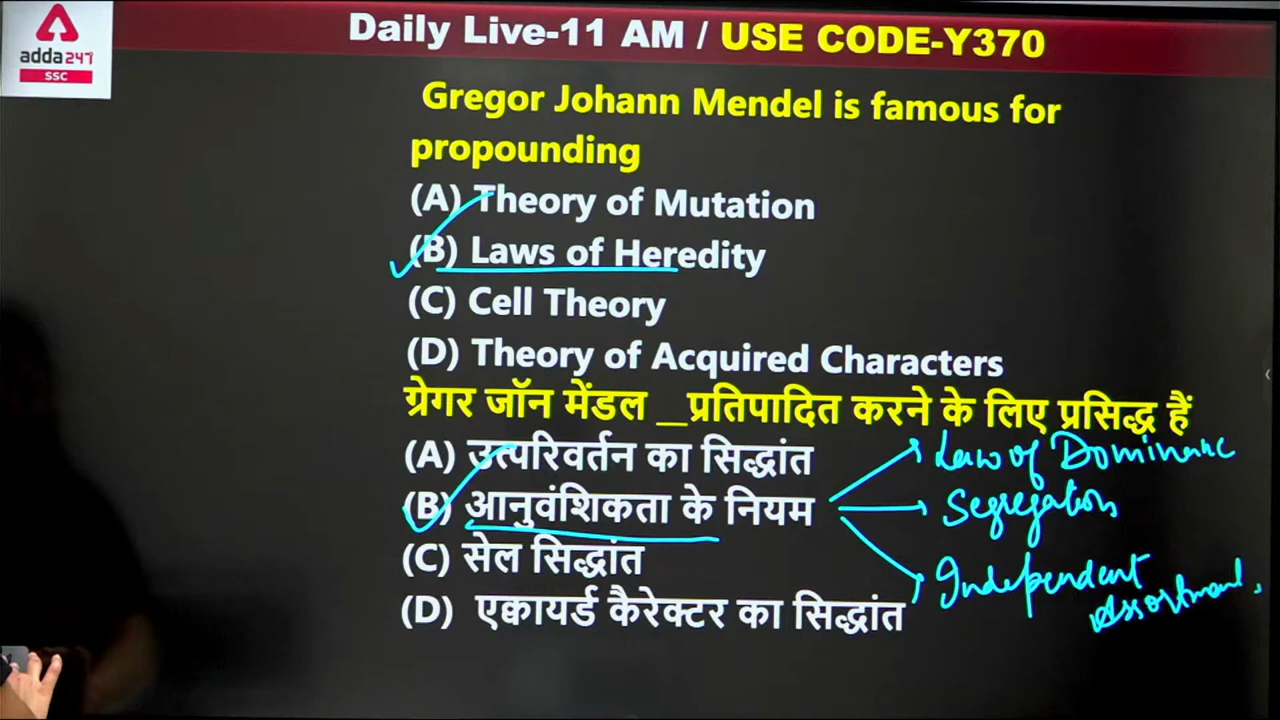 adda247
SSC
Daily Live-11 AM / USE CODE-Y370
Gregor Johann Mendel is famous for
propounding
(A) Theory of Mutation
(B) Laws of Heredity
(C) Cell Theory
(D) Theory of Acquired Characters
ग्रेगर जॉन मेंडल __प्रतिपादित करने के लिए प्रसिद्ध हैं
(A) उत्परिवर्तन का सिद्धांत
(B) आनुवंशिकता के नियम
(C) सेल सिद्धांत
(D) एक्वायर्ड कैरेक्टर का सिद्धांत
Law of Dominance
Segregation
Independent
Assortment.